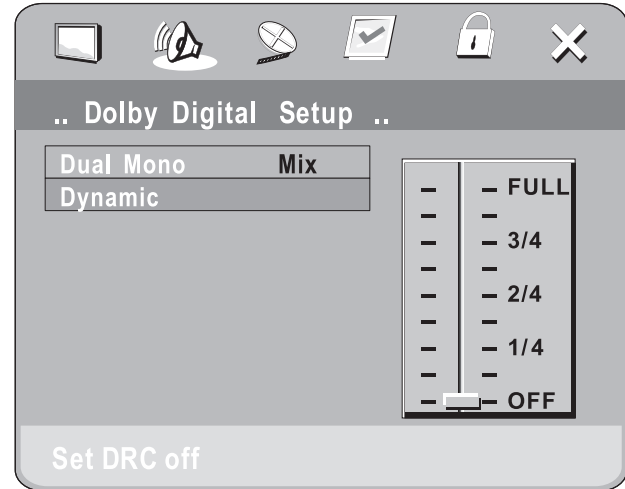 .. Dolby Digital Setup ..
Dual Mono Mix
Dynamic
FULL
3/4
2/4
1/4
OFF
Set DRC off